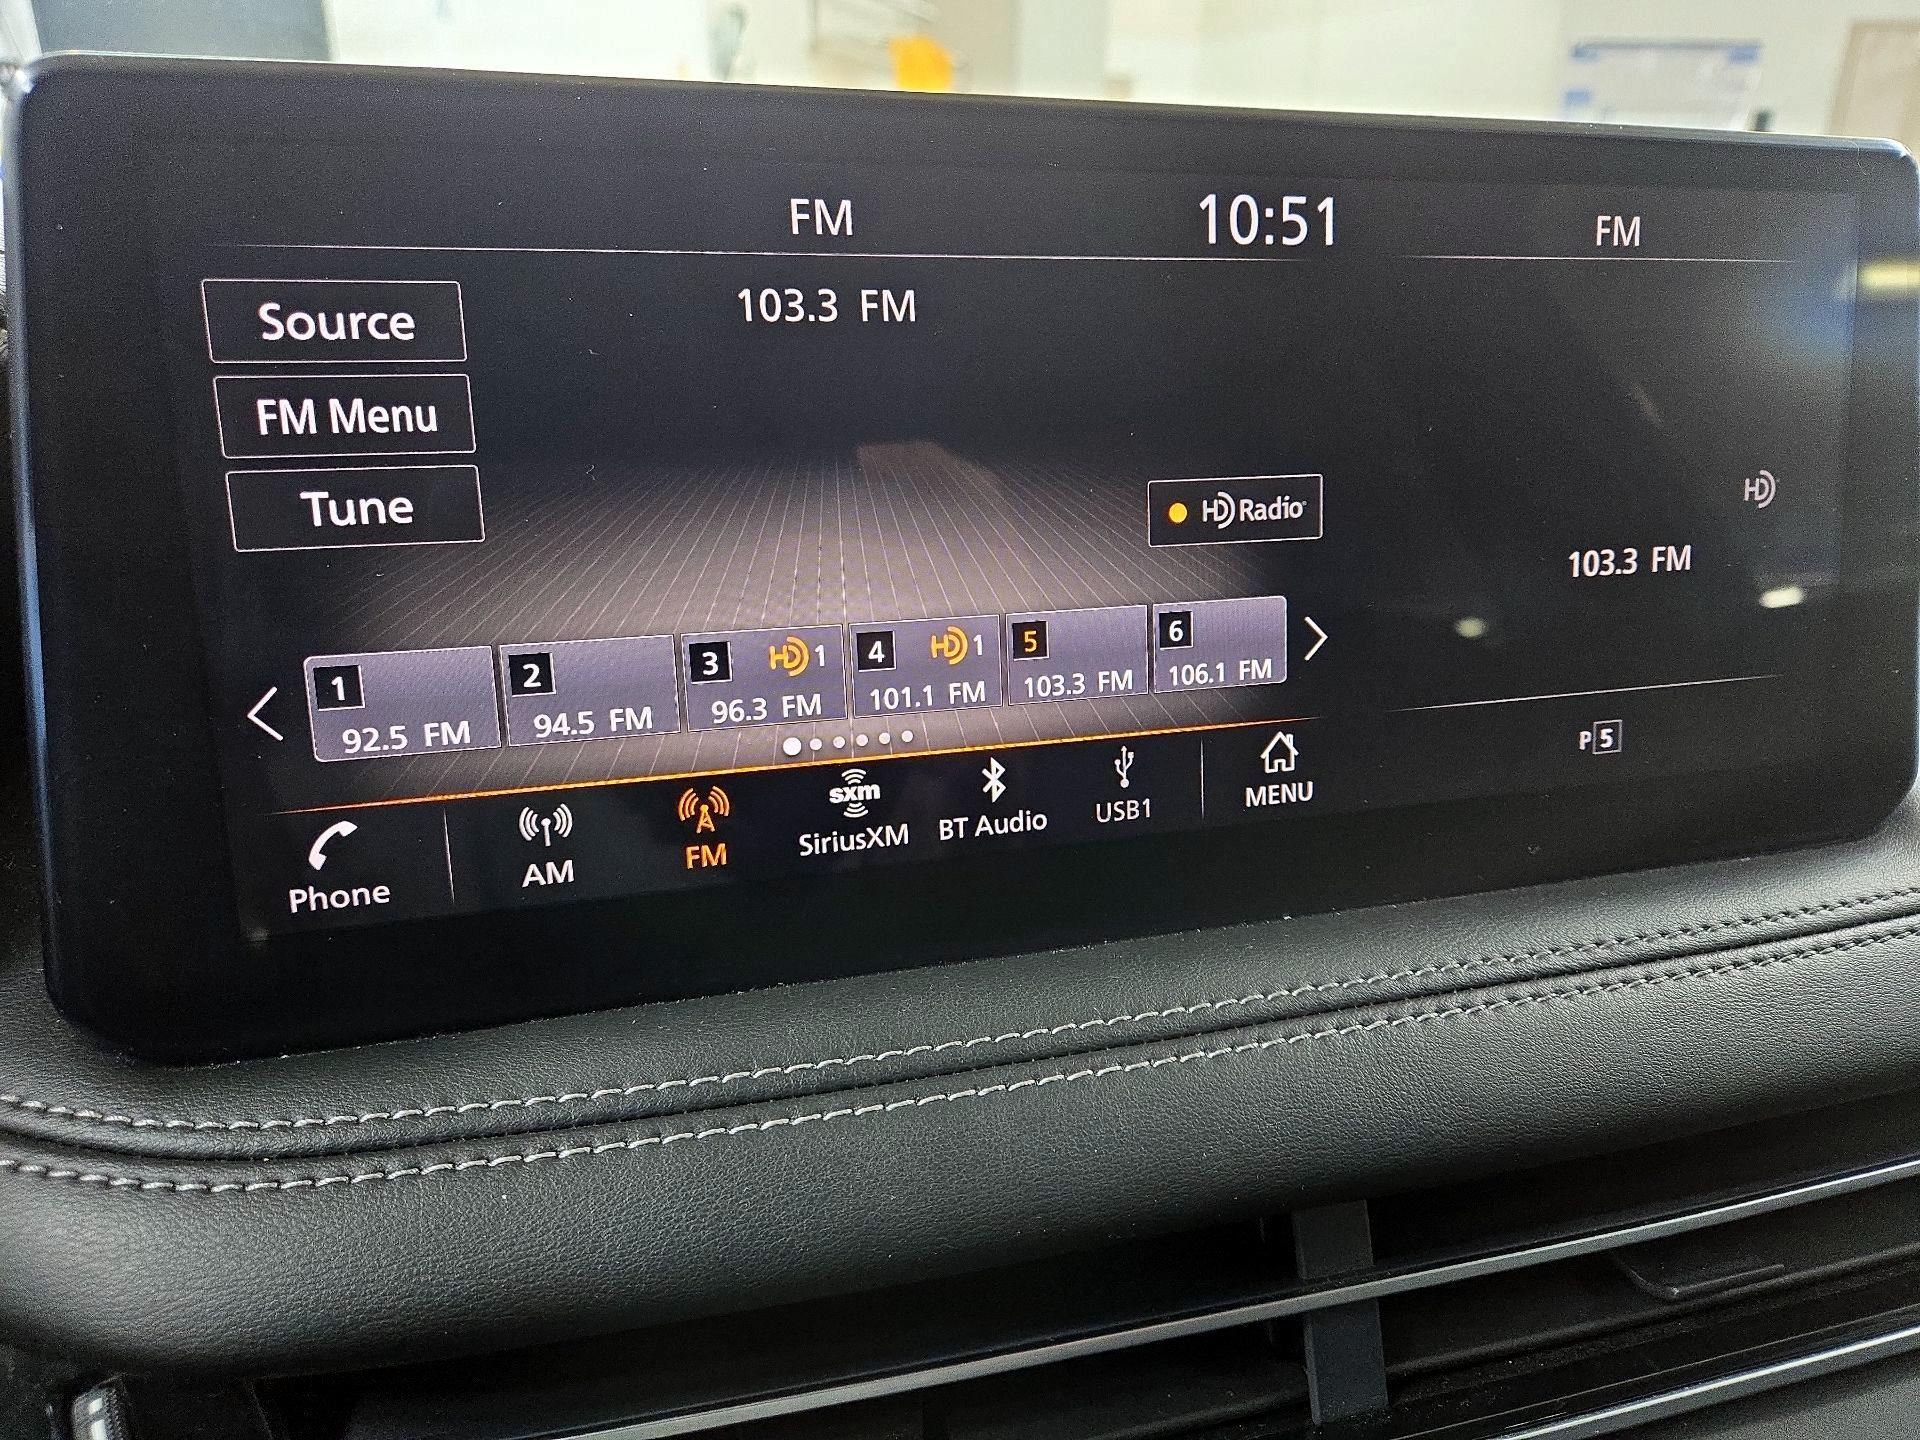 FM 10:51 FM
Source
103.3 FM
FM Menu
Tune
HD Radio
HD
103.3 FM
1 2 3 HD 1 4 HD 1 5 6
92.5 FM 94.5 FM 96.3 FM 101.1 FM 103.3 FM 106.1 FM
P 5
sxm
Phone AM FM SiriusXM BT Audio USB1 MENU